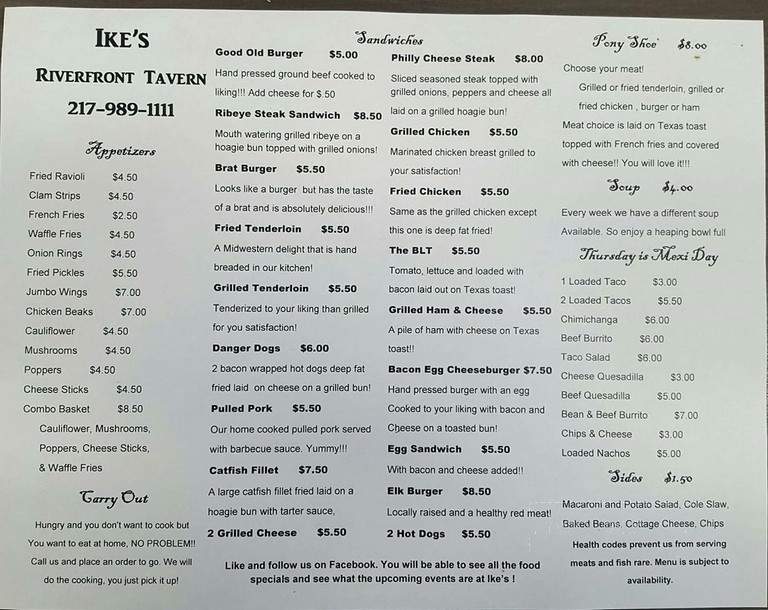 IKE'S
RIVERFRONT TAVERN
217-989-1111
Appetizers
Fried Ravioli $4.50
Clam Strips $4.50
French Fries $2.50
Waffle Fries $4.50
Onion Rings $4.50
Fried Pickles $5.50
Jumbo Wings $7.00
Chicken Beaks $7.00
Cauliflower $4.50
Mushrooms $4.50
Poppers $4.50
Cheese Sticks $4.50
Combo Basket $8.50
Cauliflower, Mushrooms,
Poppers, Cheese Sticks,
& Waffle Fries
Carry Out
Hungry and you don't want to cook but
You want to eat at home, NO PROBLEM!!
Call us and place an order to go. We will
do the cooking, you just pick it up!
Sandwiches
Good Old Burger $5.00
Hand pressed ground beef cooked to
liking!!! Add cheese for $.50
Ribeye Steak Sandwich $8.50
Mouth watering grilled ribeye on a
hoagie bun topped with grilled onions!
Brat Burger $5.50
Looks like a burger but has the taste
of a brat and is absolutely delicious!!!
Fried Tenderloin $5.50
A Midwestern delight that is hand
breaded in our kitchen!
Grilled Tenderloin $5.50
Tenderized to your liking than grilled
for you satisfaction!
Danger Dogs $6.00
2 bacon wrapped hot dogs deep fat
fried laid on cheese on a grilled bun!
Pulled Pork $5.50
Our home cooked pulled pork served
with barbecue sauce. Yummy!!!
Catfish Fillet $7.50
A large catfish fillet fried laid on a
hoagie bun with tarter sauce,
2 Grilled Cheese $5.50
Philly Cheese Steak $8.00
Sliced seasoned steak topped with
grilled onions, peppers and cheese all
laid on a grilled hoagie bun!
Grilled Chicken $5.50
Marinated chicken breast grilled to
your satisfaction!
Fried Chicken $5.50
Same as the grilled chicken except
this one is deep fat fried!
The BLT $5.50
Tomato, lettuce and loaded with
bacon laid out on Texas toast!
Grilled Ham & Cheese $5.50
A pile of ham with cheese on Texas
toast!!
Bacon Egg Cheeseburger $7.50
Hand pressed burger with an egg
Cooked to your liking with bacon and
Cheese on a toasted bun!
Egg Sandwich $5.50
With bacon and cheese added!!
Elk Burger $8.50
Locally raised and a healthy red meat!
2 Hot Dogs $5.50
Like and follow us on Facebook. You will be able to see all the food
specials and see what the upcoming events are at Ike's !
Pony Shoe $8.00
Choose your meat!
Grilled or fried tenderloin, grilled or
fried chicken , burger or ham
Meat choice is laid on Texas toast
topped with French fries and covered
with cheese!! You will love it!!!
Soup $4.00
Every week we have a different soup
Available. So enjoy a heaping bowl full
Thursday is Mexi Day
1 Loaded Taco $3.00
2 Loaded Tacos $5.50
Chimichanga $6.00
Beef Burrito $6.00
Taco Salad $6.00
Cheese Quesadilla $3.00
Beef Quesadilla $5.00
Bean & Beef Burrito $7.00
Chips & Cheese $3.00
Loaded Nachos $5.00
Sides $1.50
Macaroni and Potato Salad, Cole Slaw,
Baked Beans, Cottage Cheese, Chips
Health codes prevent us from serving
meats and fish rare. Menu is subject to
availability.